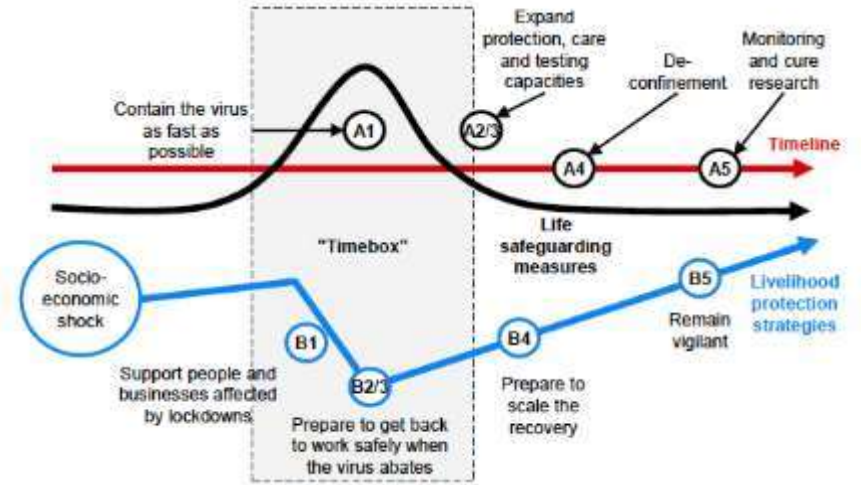 Expand
protection, care
and testing
capacities
De-
confinement
Monitoring
and cure
research
Contain the virus
as fast as
possible
A1
A2/3
A4
A5
Timeline
"Timebox"
Life
safeguarding
measures
Socio-
economic
shock
B1
B2/3
B4
B5
Livelihood
protection
strategies
Remain
vigilant
Support people and
businesses affected
by lockdowns
Prepare to get back
to work safely when
the virus abates
Prepare to
scale the
recovery